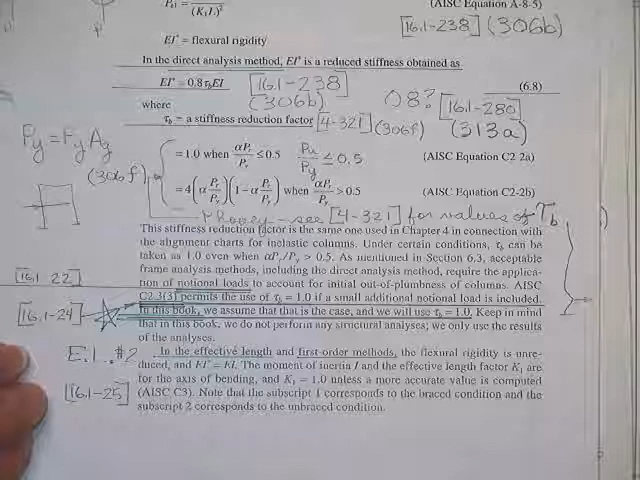 (AISC Equation A-8-5)
[16.1-238] (306b)
EI* = flexural rigidity
In the direct analysis method, EI* is a reduced stiffness obtained as
EI* = 0.8τbEI [16.1-238] (6.8)
(306b) 0.8? [16.1-280]
where
τb = a stiffness reduction factor [4-321] (306f) (313a)
Py = Fy Ag
= 1.0 when αPr/Py ≤ 0.5 Pu/Py ≤ 0.5 (AISC Equation C2-2a)
(306f)
= 4(α Pr/Py)(1 − α Pr/Py) when αPr/Py > 0.5 (AISC Equation C2-2b)
Phooey - see [4-321] for values of τb
This stiffness reduction factor is the same one used in Chapter 4 in connection with
the alignment charts for inelastic columns. Under certain conditions, τb can be
taken as 1.0 even when αPr/Py > 0.5. As mentioned in Section 6.3, acceptable
frame analysis methods, including the direct analysis method, require the applica-
tion of notional loads to account for initial out-of-plumbness of columns. AISC
[16.1-22]
C2.3(3) permits the use of τb = 1.0 if a small additional notional load is included.
[16.1-24]
In this book, we assume that that is the case, and we will use τb = 1.0. Keep in mind
that in this book, we do not perform any structural analyses; we only use the results
of the analyses.
E.1. #2
In the effective length and first-order methods, the flexural rigidity is unre-
duced, and EI* = EI. The moment of inertia I and the effective length factor K1 are
for the axis of bending, and K1 = 1.0 unless a more accurate value is computed
[16.1-25]
(AISC C3). Note that the subscript 1 corresponds to the braced condition and the
subscript 2 corresponds to the unbraced condition.